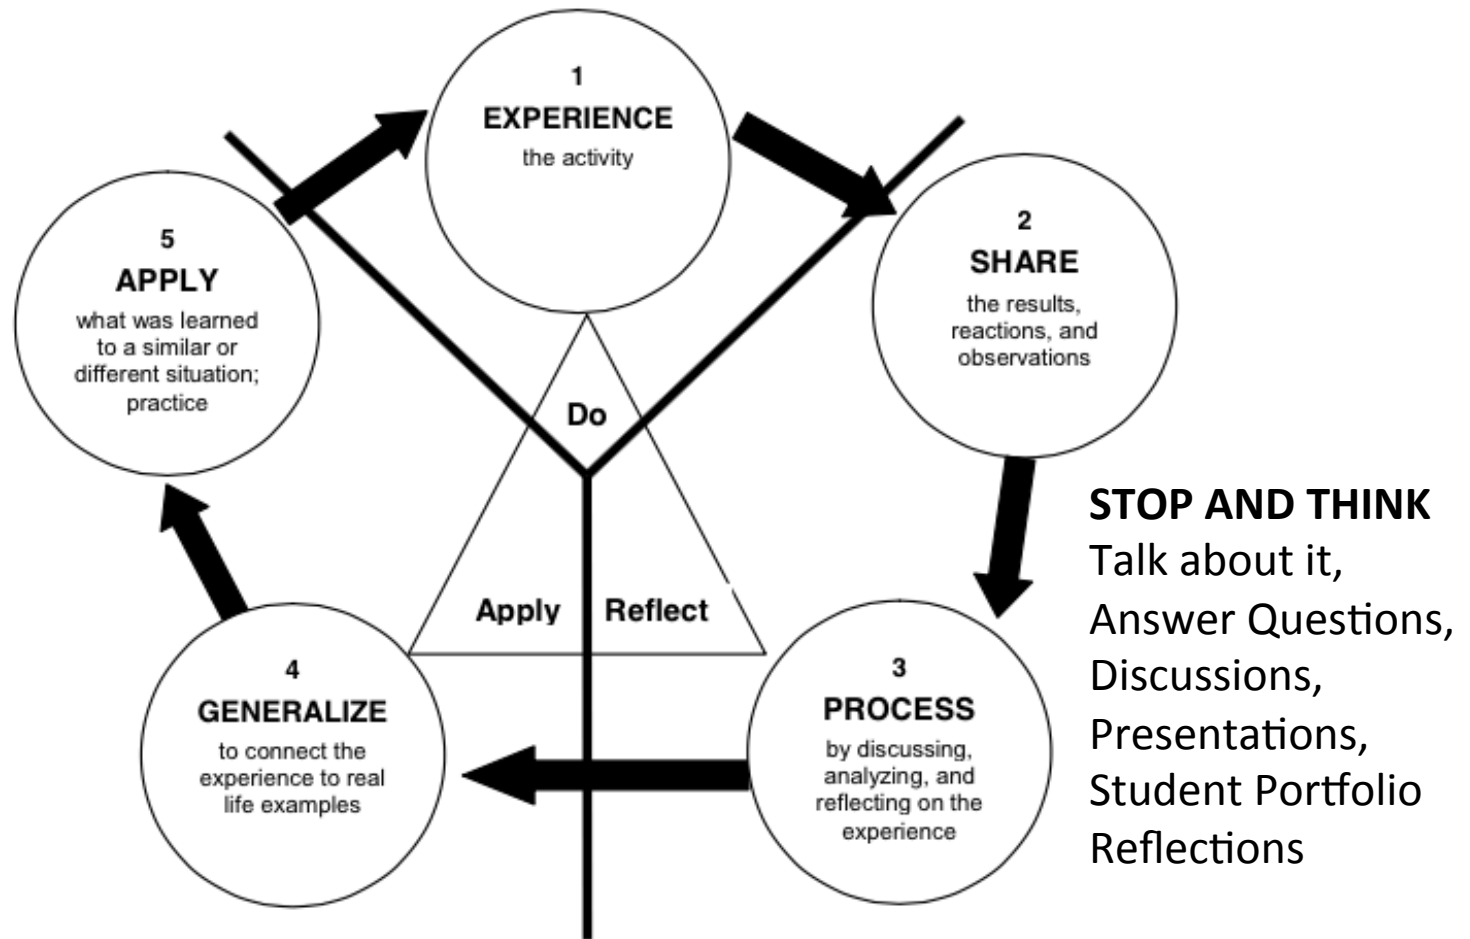 1
EXPERIENCE
the activity
2
SHARE
the results,
reactions, and
observations
3
PROCESS
by discussing,
analyzing, and
reflecting on the
experience
4
GENERALIZE
to connect the
experience to real
life examples
5
APPLY
what was learned
to a similar or
different situation;
practice
Do
Apply
Reflect
STOP AND THINK
Talk about it,
Answer Questions,
Discussions,
Presentations,
Student Portfolio
Reflections